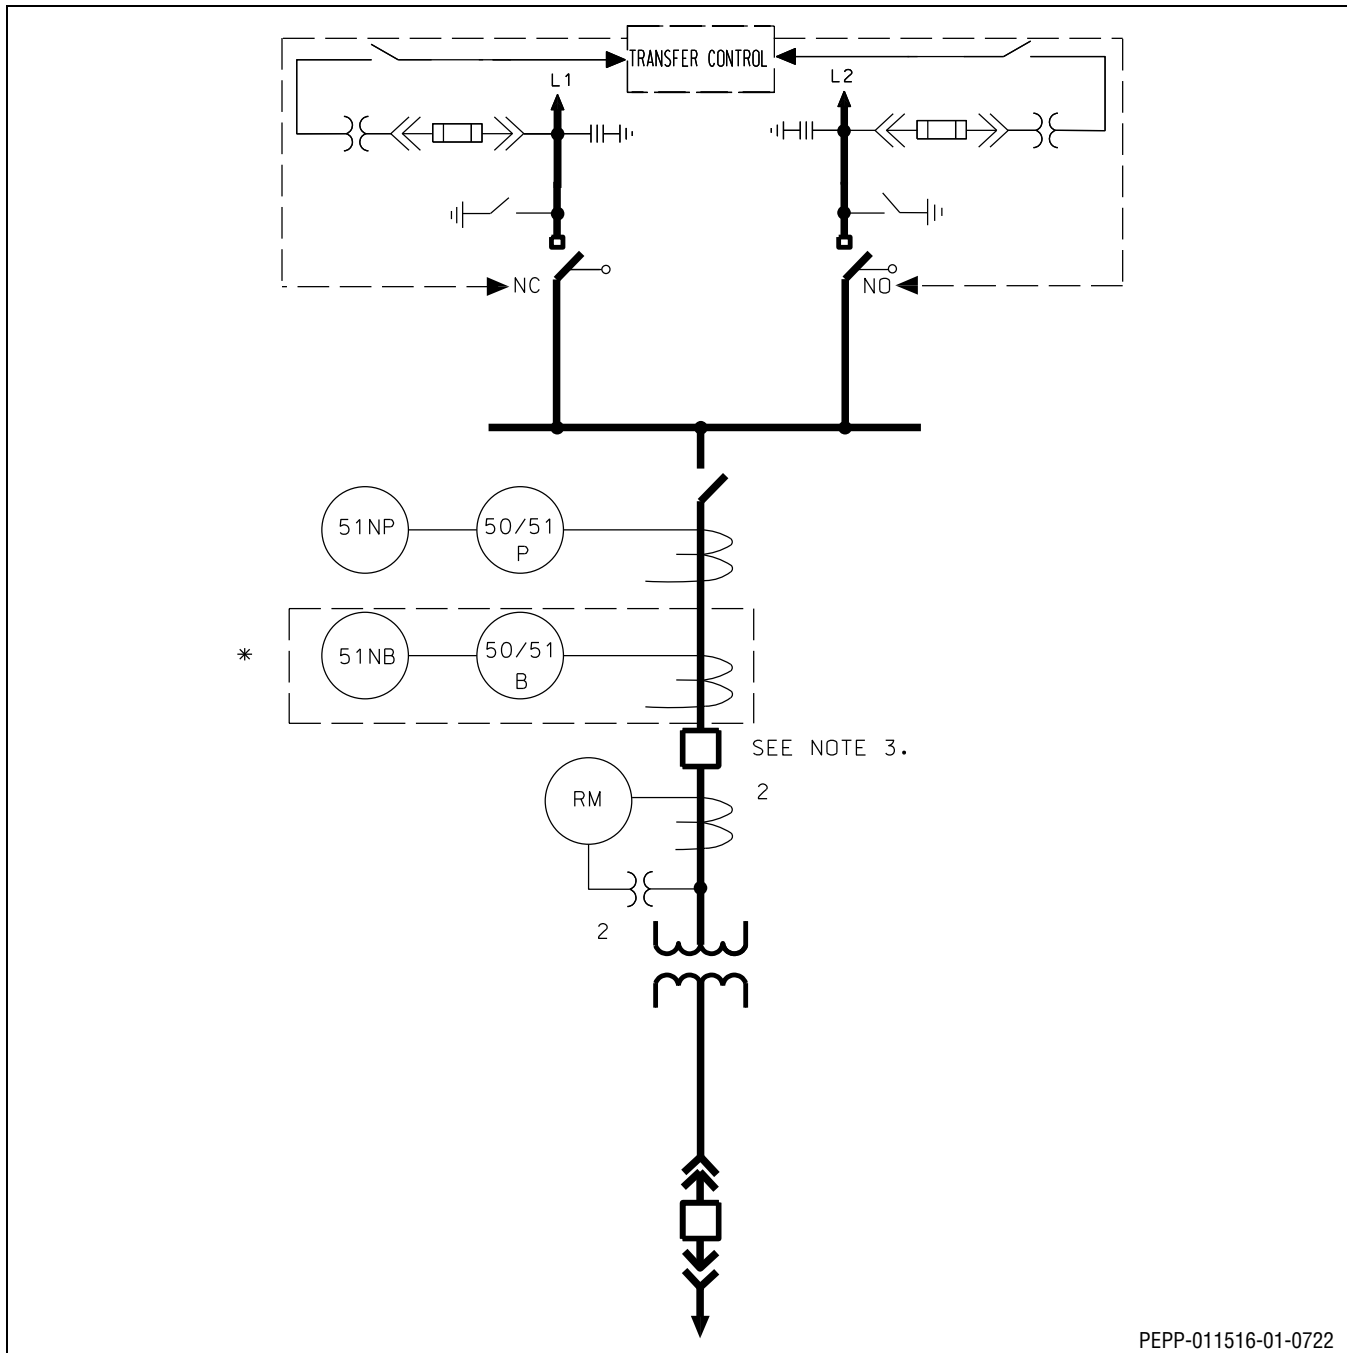 TRANSFER CONTROL
L1
L2
NC
NO
51NP
50/51
P
*
51NB
50/51
B
SEE NOTE 3.
2
RM
2
PEPP-011516-01-0722